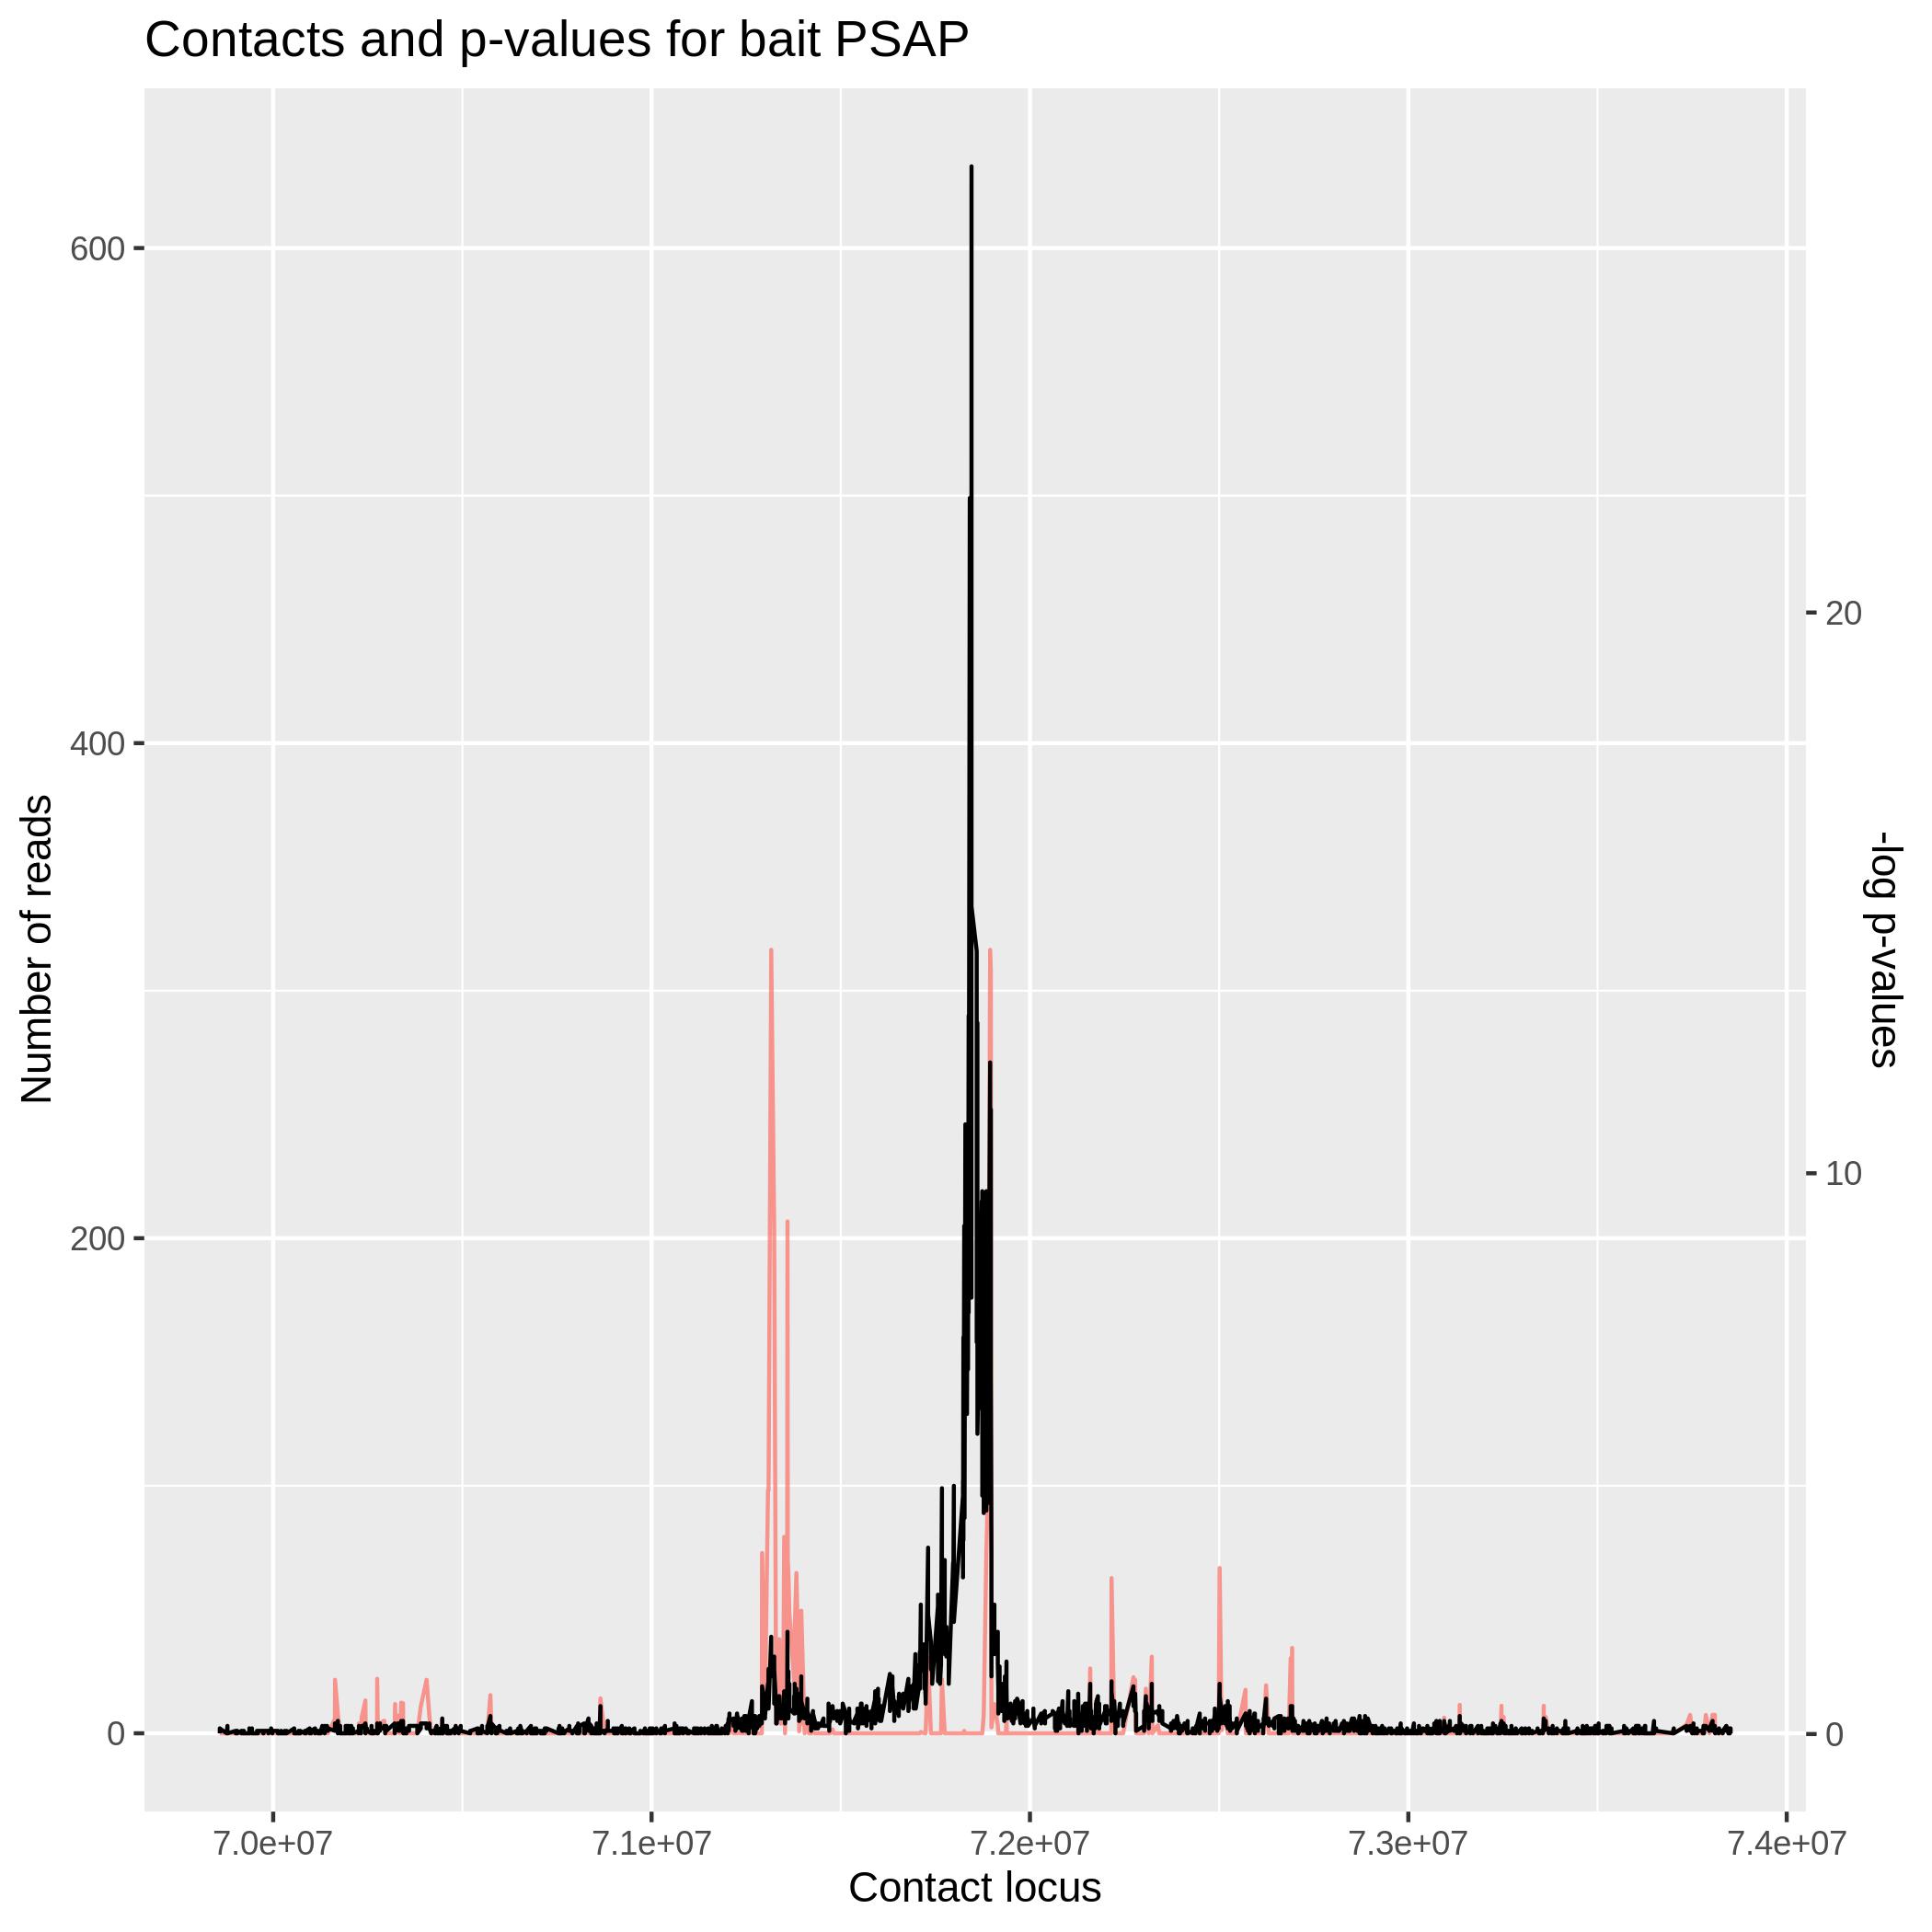 Contacts and p-values for bait PSAP
600
400
200
0
Number of reads
20
10
0
-log p-values
7.0e+07
7.1e+07
7.2e+07
7.3e+07
7.4e+07
Contact locus